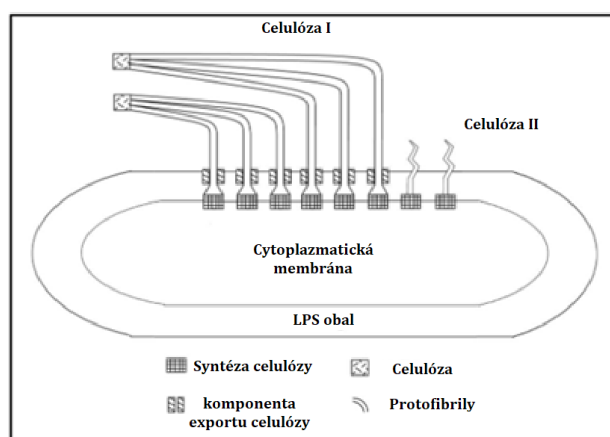 Celulóza I
Celulóza II
Cytoplazmatická
membrána
LPS obal
Syntéza celulózy
Celulóza
komponenta
exportu celulózy
Protofibrily